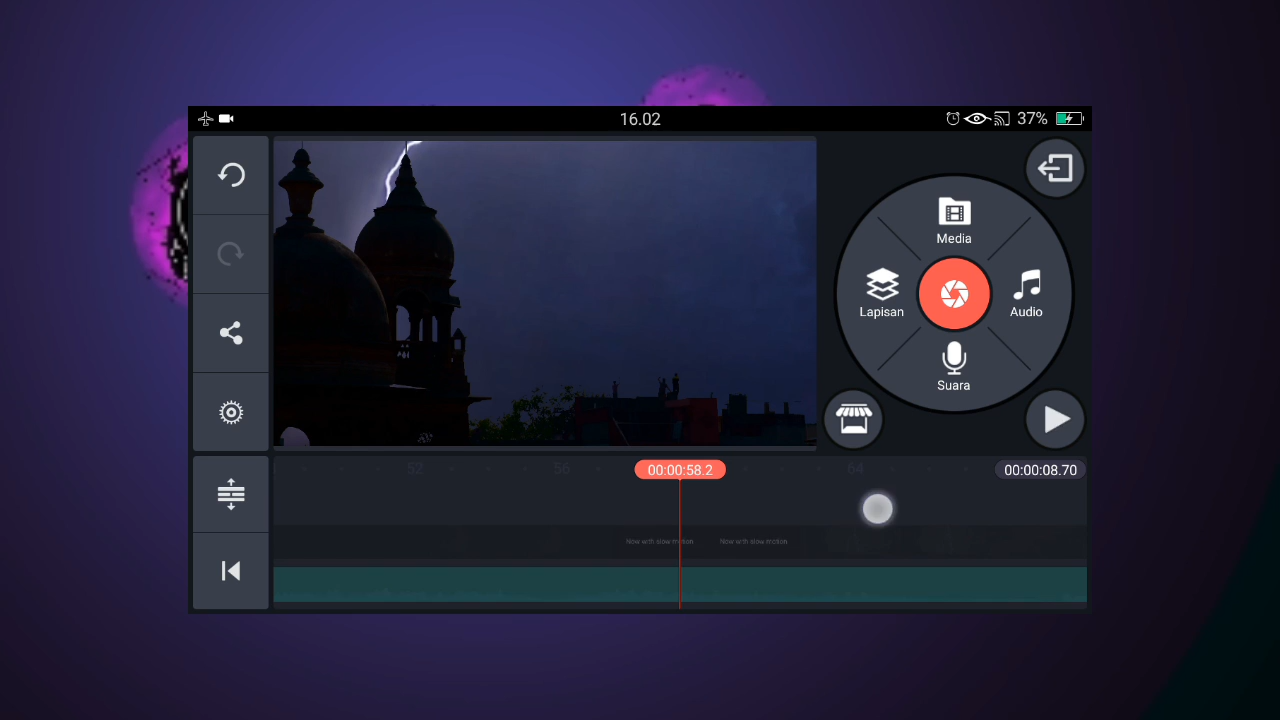 16.02
37%
Media
Lapisan
Audio
Suara
52
56
00:00:58.2
64
00:00:08.70
Now with slow motion
Now with slow motion